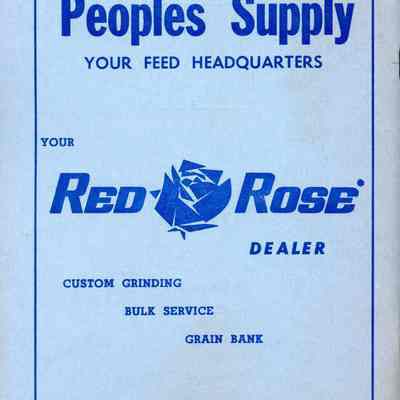 Peoples Supply
YOUR FEED HEADQUARTERS
YOUR
RED ROSE
DEALER
CUSTOM GRINDING
BULK SERVICE
GRAIN BANK